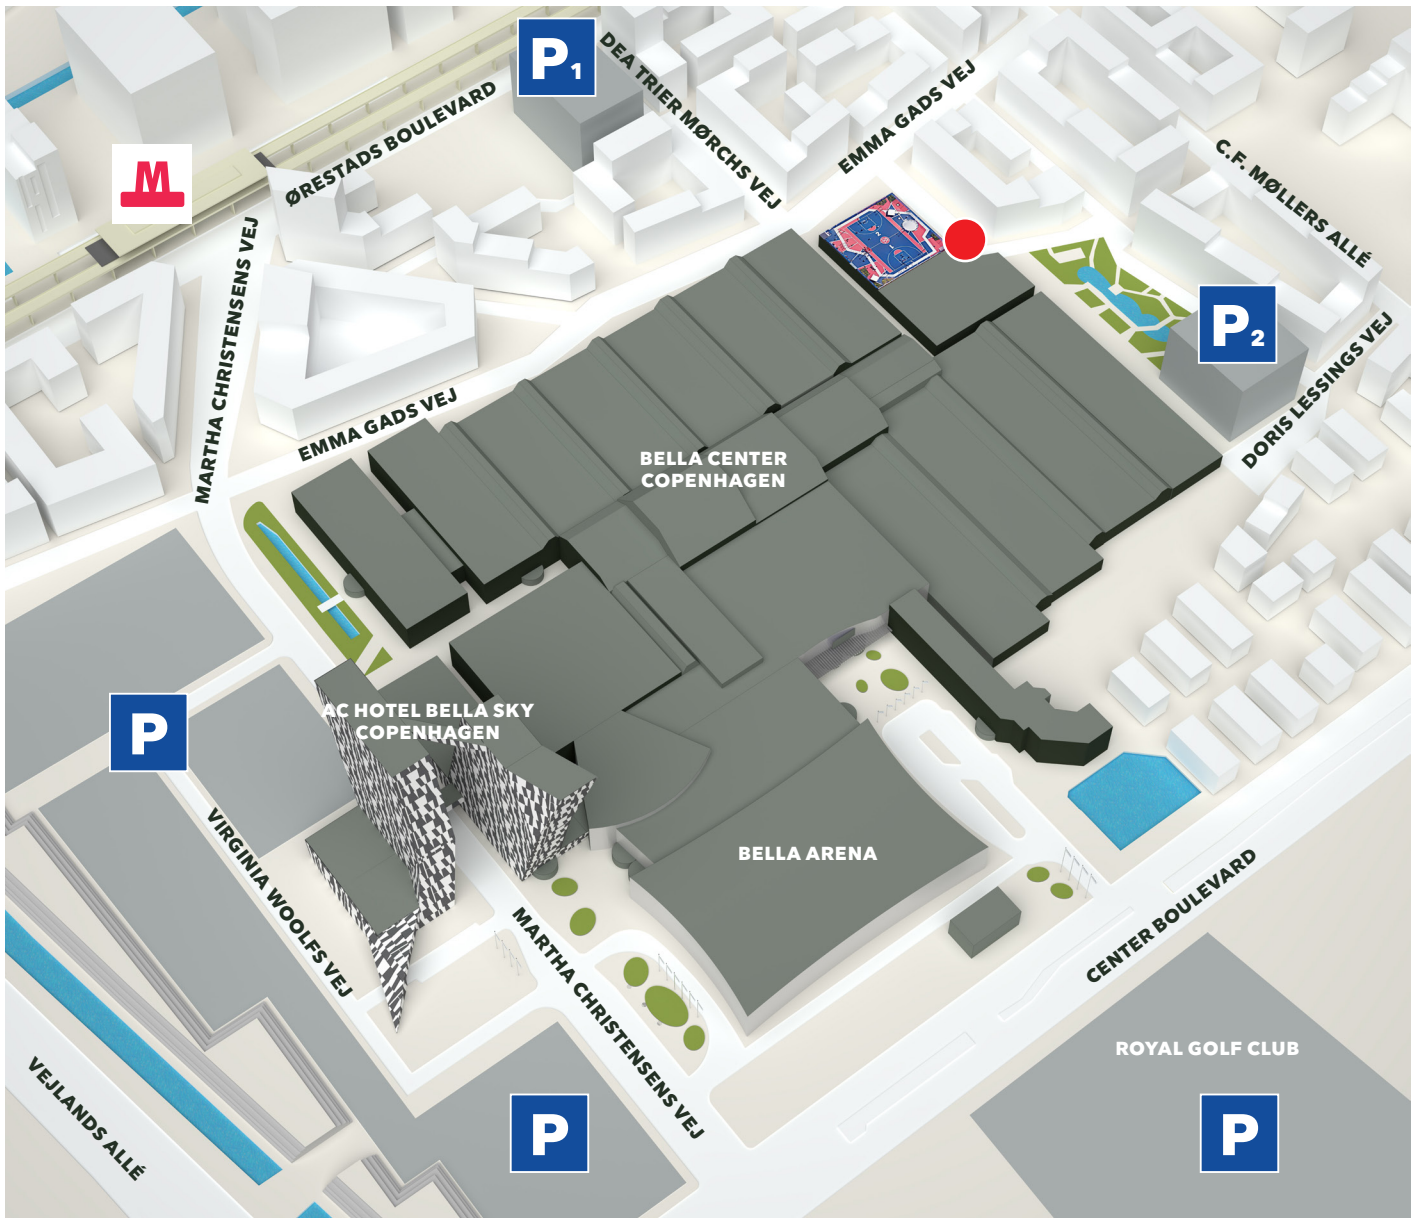 P1
DEA TRIER MØRCHS VEJ
EMMA GADS VEJ
ØRESTADS BOULEVARD
C.F. MØLLERS ALLÉ
M
MARTHA CHRISTENSENS VEJ
P2
DORIS LESSINGS VEJ
EMMA GADS VEJ
BELLA CENTER
COPENHAGEN
AC HOTEL BELLA SKY
COPENHAGEN
P
VIRGINIA WOOLFS VEJ
BELLA ARENA
CENTER BOULEVARD
MARTHA CHRISTENSENS VEJ
ROYAL GOLF CLUB
VEJLANDS ALLÉ
P
P